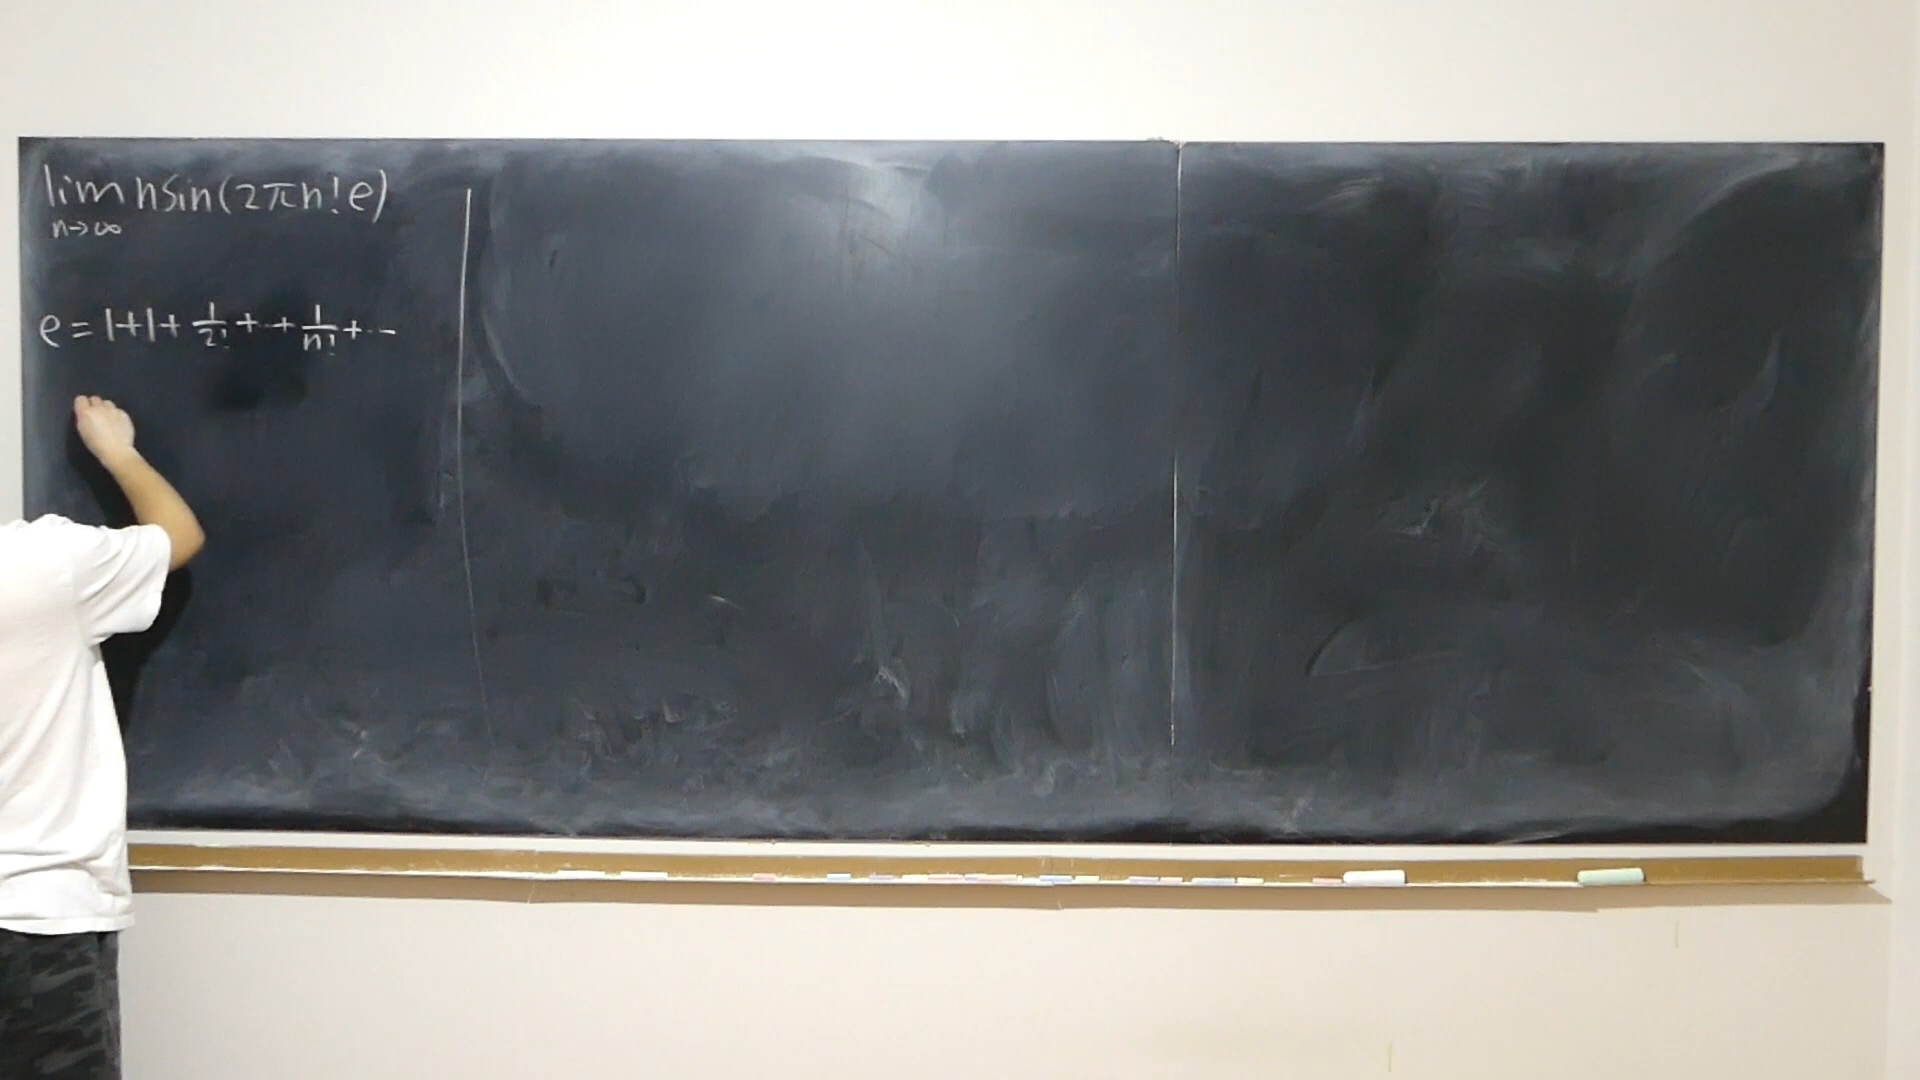 lim n sin(2πn!e)
n→∞
e = 1+1+ 1/2! + ·· + 1/n! + ···